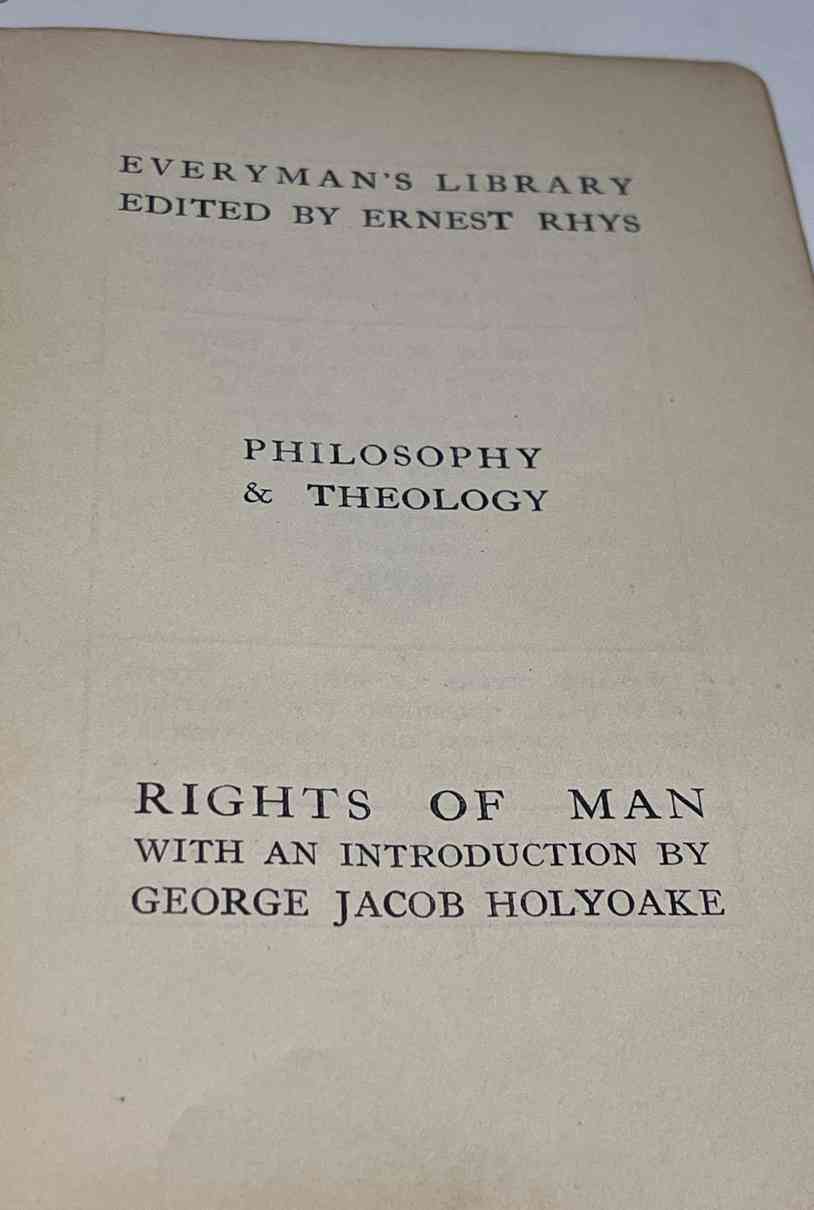 EVERYMAN'S LIBRARY
EDITED BY ERNEST RHYS
PHILOSOPHY
& THEOLOGY
RIGHTS OF MAN
WITH AN INTRODUCTION BY
GEORGE JACOB HOLYOAKE